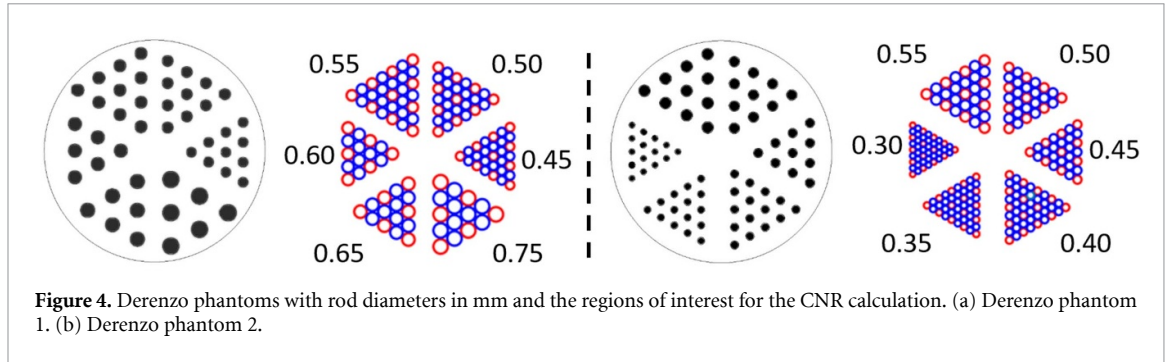 0.55 0.50 0.55 0.50
0.60 0.45 0.30 0.45
0.65 0.75 0.35 0.40
Figure 4. Derenzo phantoms with rod diameters in mm and the regions of interest for the CNR calculation. (a) Derenzo phantom
1. (b) Derenzo phantom 2.